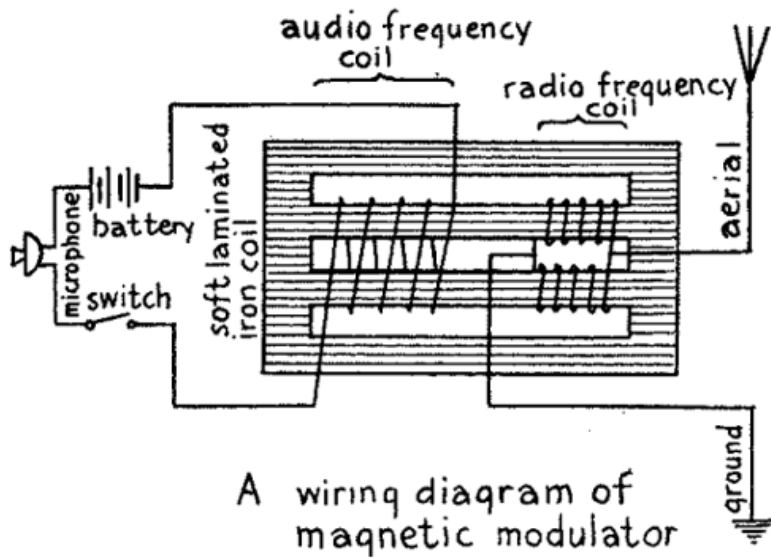 audio frequency
coil
radio frequency
coil
aerial
battery
microphone
switch
soft laminated
iron coil
ground
A wiring diagram of
magnetic modulator